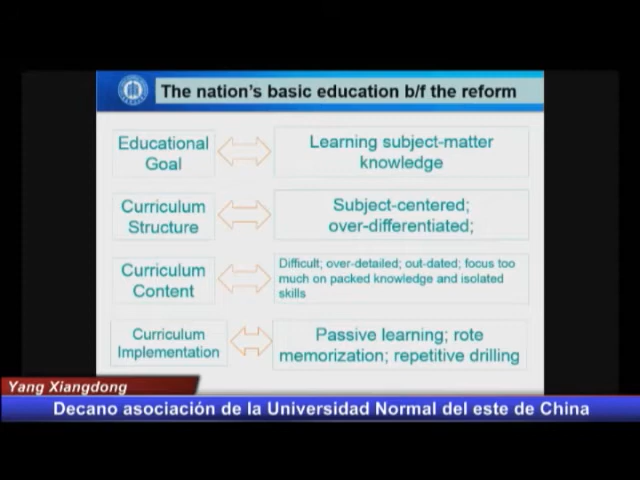 The nation's basic education b/f the reform
Educational
Goal
Learning subject-matter
knowledge
Curriculum
Structure
Subject-centered;
over-differentiated;
Curriculum
Content
Difficult; over-detailed; out-dated; focus too
much on packed knowledge and isolated
skills
Curriculum
Implementation
Passive learning; rote
memorization; repetitive drilling
Yang Xiangdong
Decano asociación de la Universidad Normal del este de China